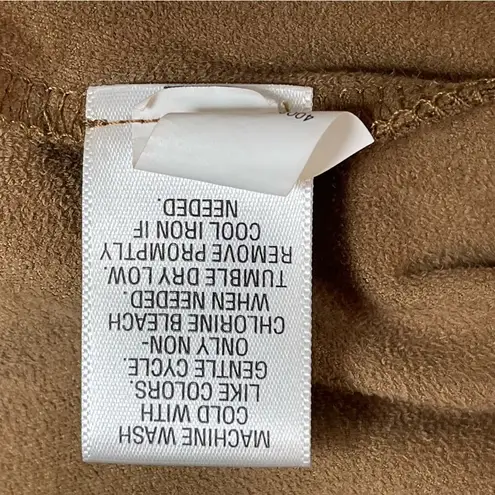 MACHINE WASH
COLD WITH
LIKE COLORS.
GENTLE CYCLE.
ONLY NON-
CHLORINE BLEACH
WHEN NEEDED.
TUMBLE DRY LOW.
REMOVE PROMPTLY
COOL IRON IF
NEEDED.